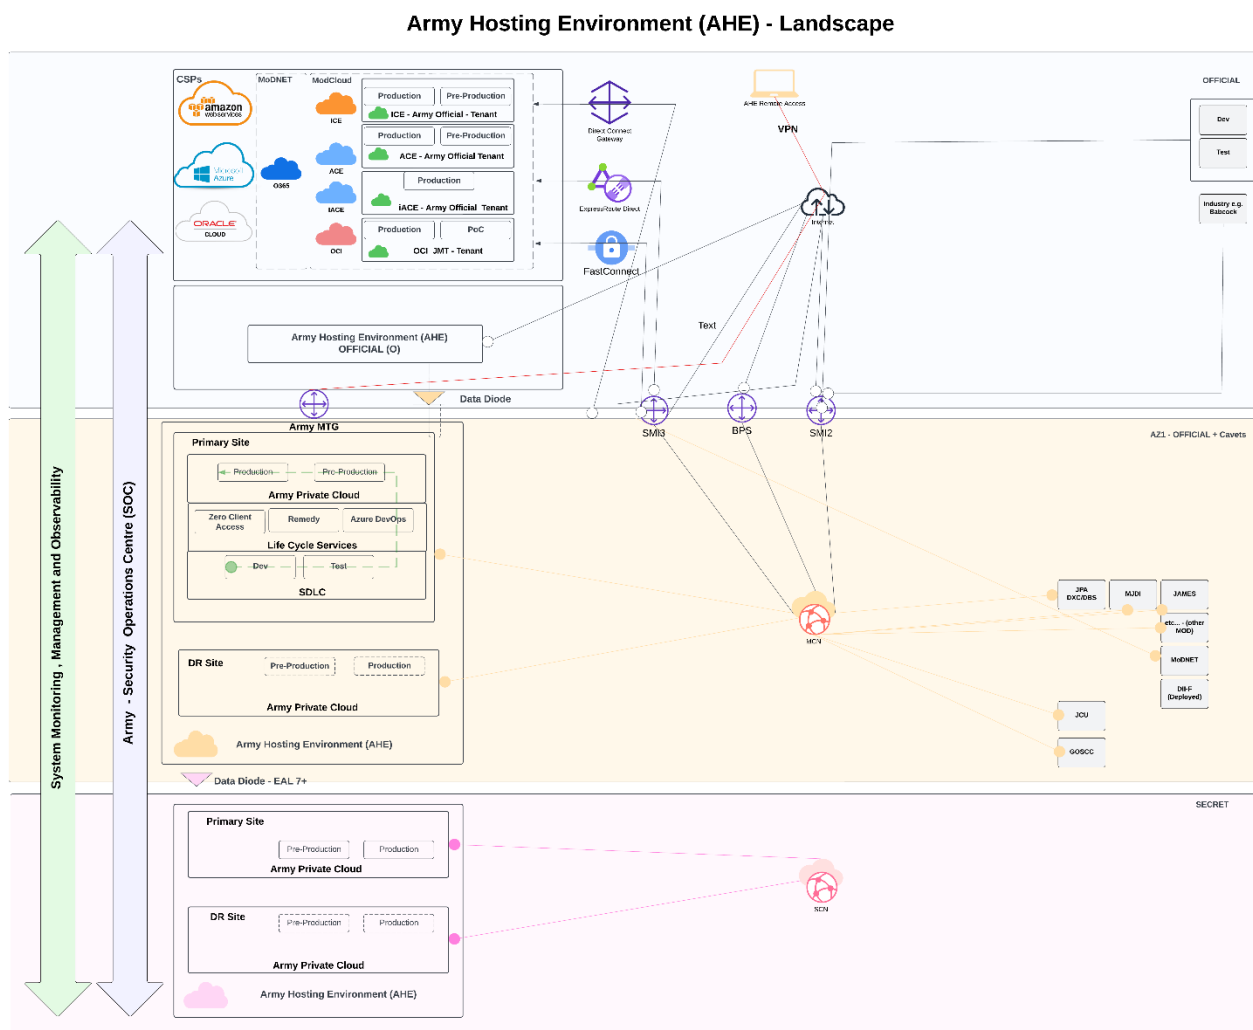 Army Hosting Environment (AHE) - Landscape
CSPs
MoDNET
ModCloud
amazon
webservices
Microsoft
Azure
ORACLE
CLOUD
O365
ICE
ACE
IACE
OCI
Production
Pre-Production
ICE - Army Official - Tenant
Production
Pre-Production
ACE - Army Official Tenant
Production
iACE - Army Official Tenant
Production
PoC
OCI JMT - Tenant
Direct Connect
Gateway
ExpressRoute Direct
FastConnect
AHE Remote Access
VPN
OFFICIAL
Dev
Test
Industry e.g.
Babcock
Text
Army Hosting Environment (AHE)
OFFICIAL (O)
Data Diode
Army MTG
SMI3
BPS
SMI2
AZ1 - OFFICIAL + Cavets
System Monitoring , Management and Observability
Army - Security Operations Centre (SOC)
Primary Site
Production
Pre-Production
Army Private Cloud
Zero Client
Access
Remedy
Azure DevOps
Life Cycle Services
Dev
Test
SDLC
DR Site
Pre-Production
Production
Army Private Cloud
Army Hosting Environment (AHE)
MCN
JPA
DXC/DBS
MJDI
JAMES
etc... - (other
MOD)
MoDNET
DII-F
(Deployed)
JCU
GOSCC
Data Diode - EAL 7+
SECRET
Primary Site
Pre-Production
Production
Army Private Cloud
DR Site
Pre-Production
Production
Army Private Cloud
Army Hosting Environment (AHE)
SCN